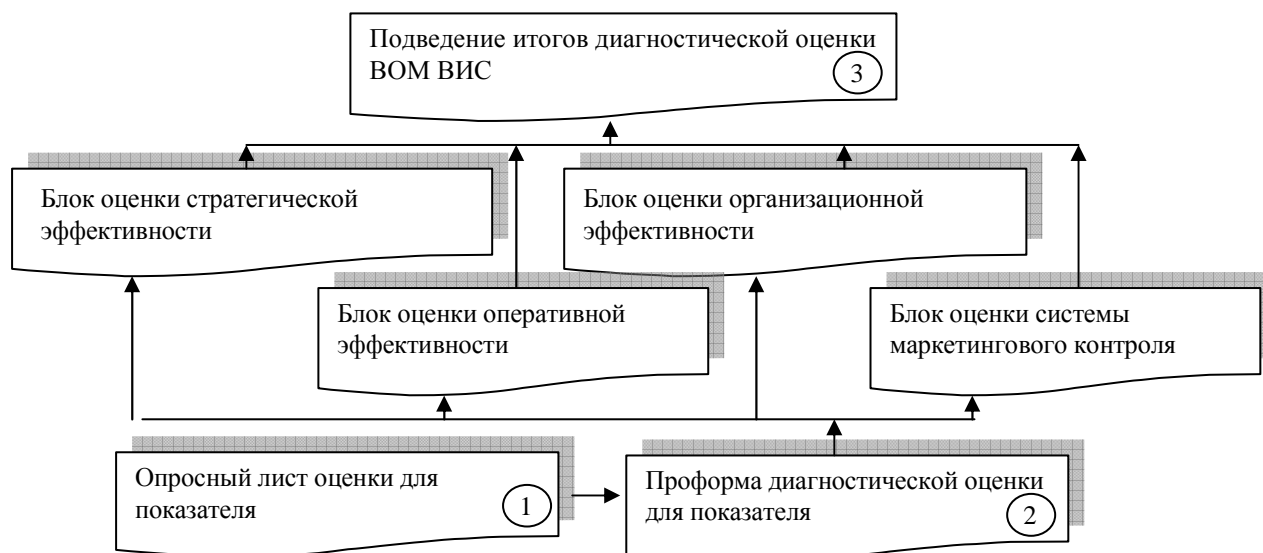 Подведение итогов диагностической оценки
ВОМ ВИС
3
Блок оценки стратегической
эффективности
Блок оценки организационной
эффективности
Блок оценки оперативной
эффективности
Блок оценки системы
маркетингового контроля
Опросный лист оценки для
показателя
1
Проформа диагностической оценки
для показателя
2